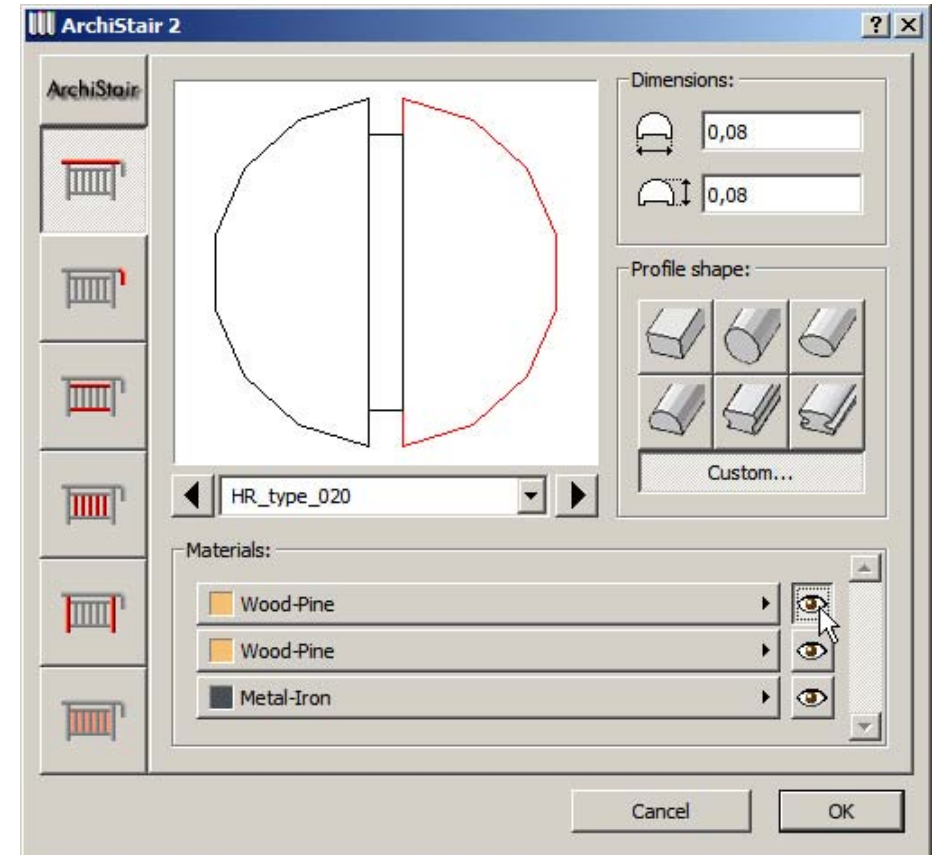 ArchiStair 2
ArchiStair
Dimensions:
0,08
0,08
Profile shape:
Custom...
HR_type_020
Materials:
Wood-Pine
Wood-Pine
Metal-Iron
Cancel
OK